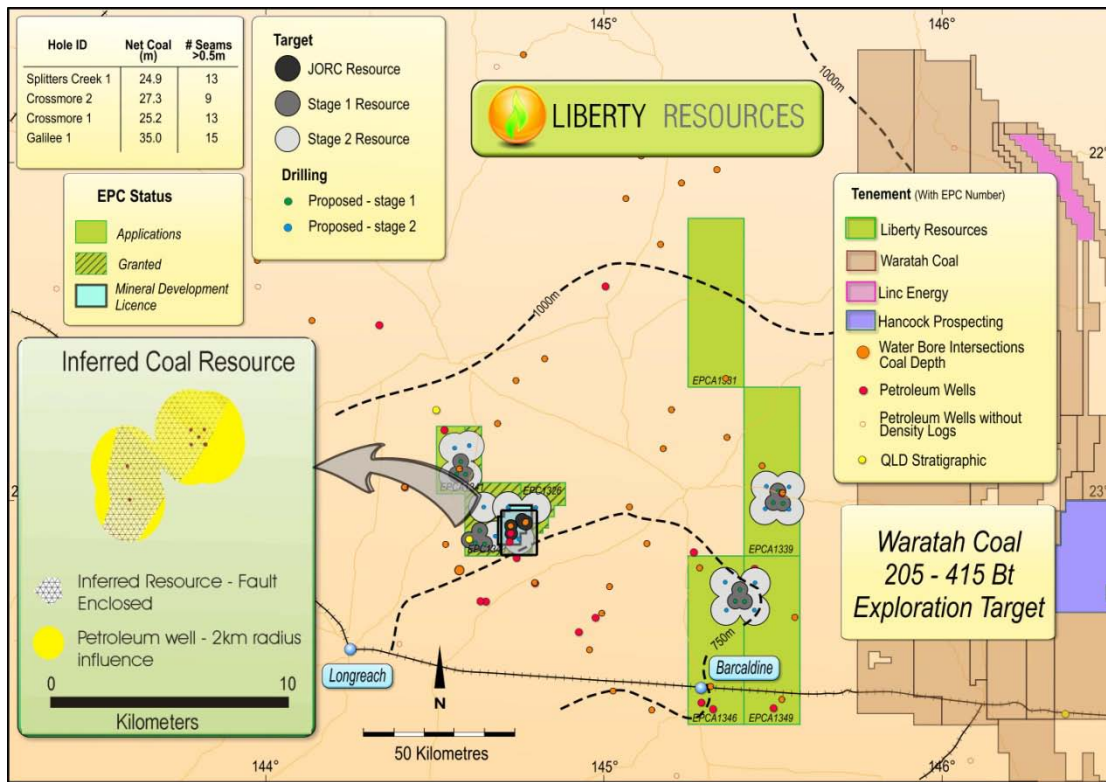 145°
146°
Hole ID Net Coal (m) # Seams >0.5m
Splitters Creek 1 24.9 13
Crossmore 2 27.3 9
Crossmore 1 25.2 13
Galilee 1 35.0 15
Target
JORC Resource
Stage 1 Resource
Stage 2 Resource
Drilling
Proposed - stage 1
Proposed - stage 2
LIBERTY RESOURCES
1000m
22°
EPC Status
Applications
Granted
Mineral Development
Licence
Tenement (With EPC Number)
Liberty Resources
Waratah Coal
Linc Energy
Hancock Prospecting
Water Bore Intersections
Coal Depth
Petroleum Wells
Petroleum Wells without
Density Logs
QLD Stratigraphic
1000m
Inferred Coal Resource
Inferred Resource - Fault
Enclosed
Petroleum well - 2km radius
influence
0 10
Kilometers
EPC1326
23°
EPCA1339
Waratah Coal
205 - 415 Bt
Exploration Target
750m
Longreach
Barcaldine
N
EPCA1346
EPCA1349
50 Kilometres
144°
145°
146°